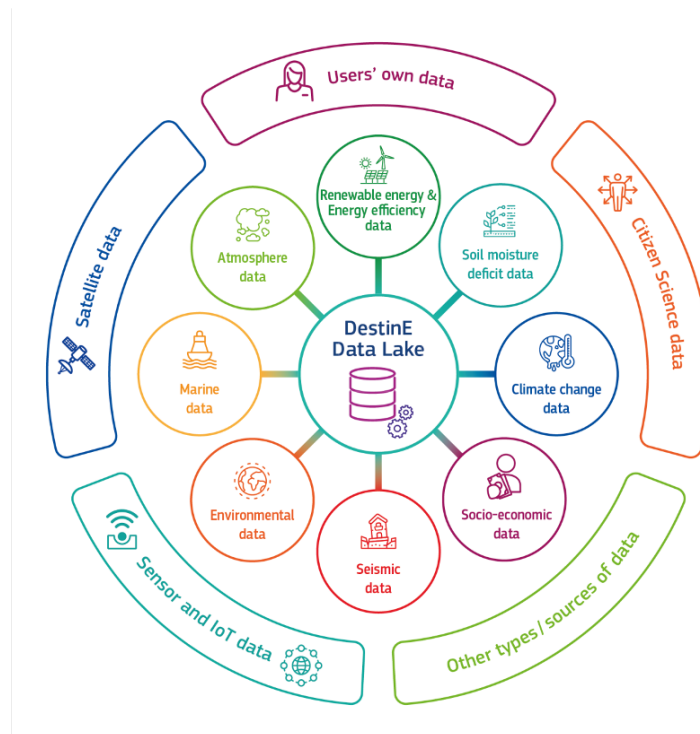 Users' own data
Citizen Science data
Other types/sources of data
Sensor and IoT data
Satellite data
Renewable energy &
Energy efficiency
data
Soil moisture
deficit data
Climate change
data
Socio-economic
data
Seismic
data
Environmental
data
Marine
data
Atmosphere
data
DestinE
Data Lake